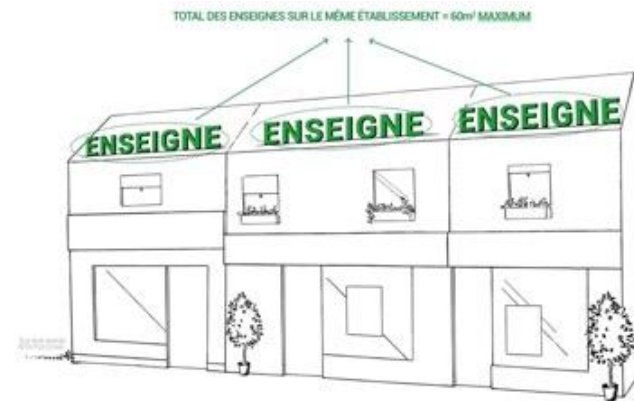 TOTAL DES ENSEIGNES SUR LE MÊME ÉTABLISSEMENT = 60m² MAXIMUM
ENSEIGNE ENSEIGNE ENSEIGNE